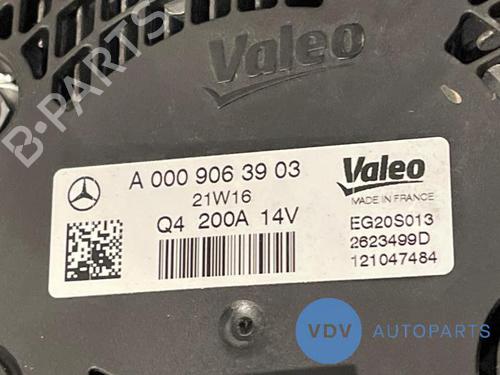 Valeo
B-PARTS
A 000 906 39 03
21W16
Q4 200A 14V
Valeo
MADE IN FRANCE
EG20S013
2623499D
121047484
VDV AUTOPARTS